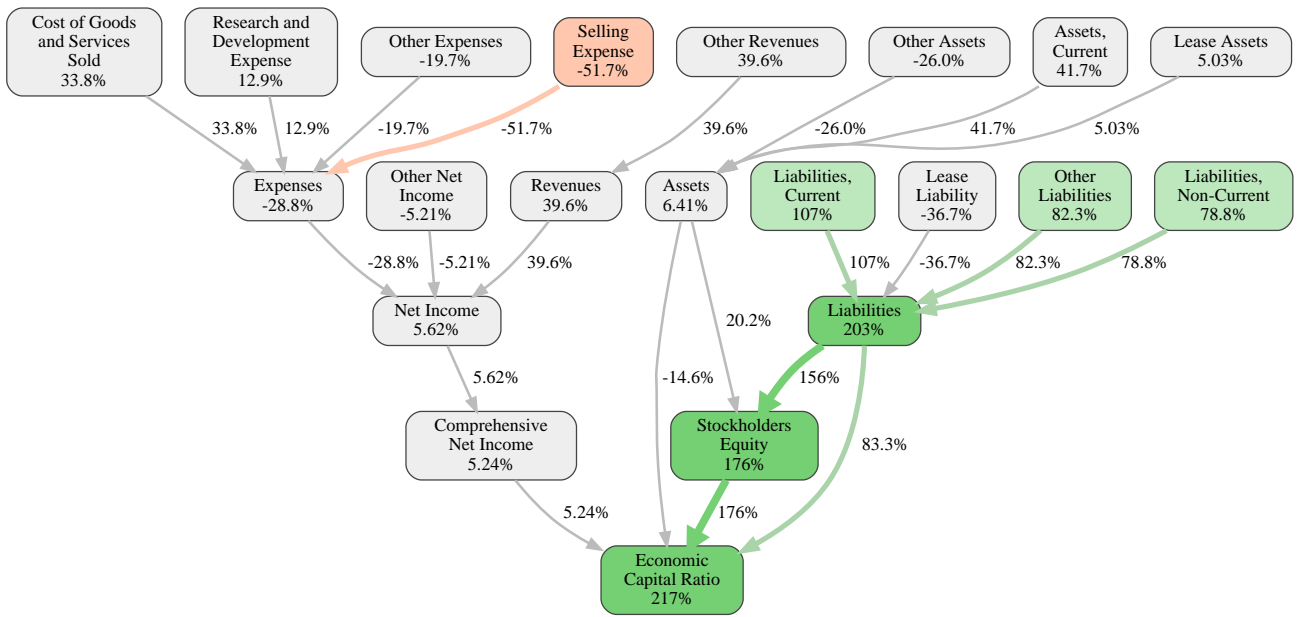 Cost of Goods
and Services
Sold
33.8%
Research and
Development
Expense
12.9%
Other Expenses
-19.7%
Selling
Expense
-51.7%
Other Revenues
39.6%
Other Assets
-26.0%
Assets,
Current
41.7%
Lease Assets
5.03%
33.8%
12.9%
-19.7%
-51.7%
39.6%
-26.0%
41.7%
5.03%
Expenses
-28.8%
Other Net
Income
-5.21%
Revenues
39.6%
Assets
6.41%
Liabilities,
Current
107%
Lease
Liability
-36.7%
Other
Liabilities
82.3%
Liabilities,
Non-Current
78.8%
-28.8%
-5.21%
39.6%
107%
-36.7%
82.3%
78.8%
Net Income
5.62%
20.2%
Liabilities
203%
5.62%
-14.6%
156%
Comprehensive
Net Income
5.24%
Stockholders
Equity
176%
83.3%
5.24%
176%
Economic
Capital Ratio
217%